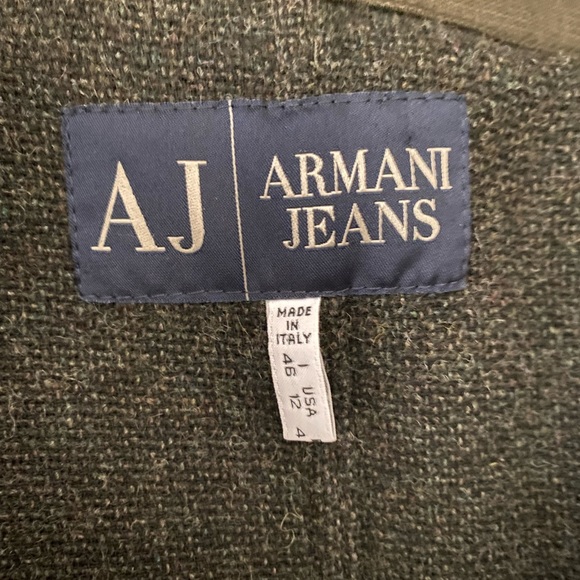 AJ
ARMANI
JEANS
MADE
IN
ITALY
I USA
46 12 4